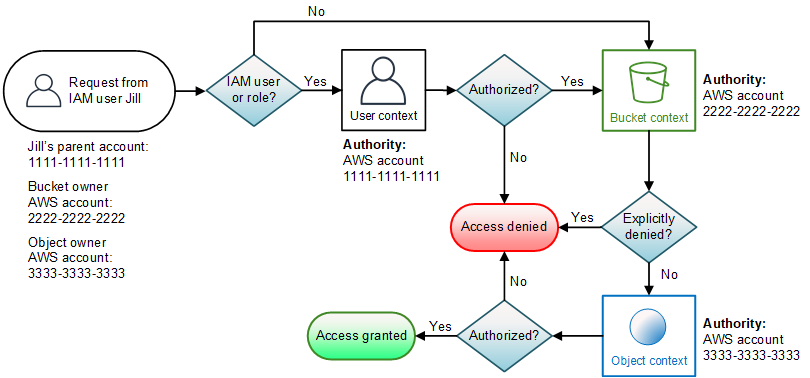 No
Request from
IAM user Jill
IAM user
or role?
Yes
User context
Authorized?
Yes
Bucket context
Authority:
AWS account
2222-2222-2222
Jill's parent account:
1111-1111-1111
Bucket owner
AWS account:
2222-2222-2222
Object owner
AWS account:
3333-3333-3333
Authority:
AWS account
1111-1111-1111
No
Access denied
Yes
Explicitly
denied?
No
No
Access granted
Yes
Authorized?
Object context
Authority:
AWS account
3333-3333-3333